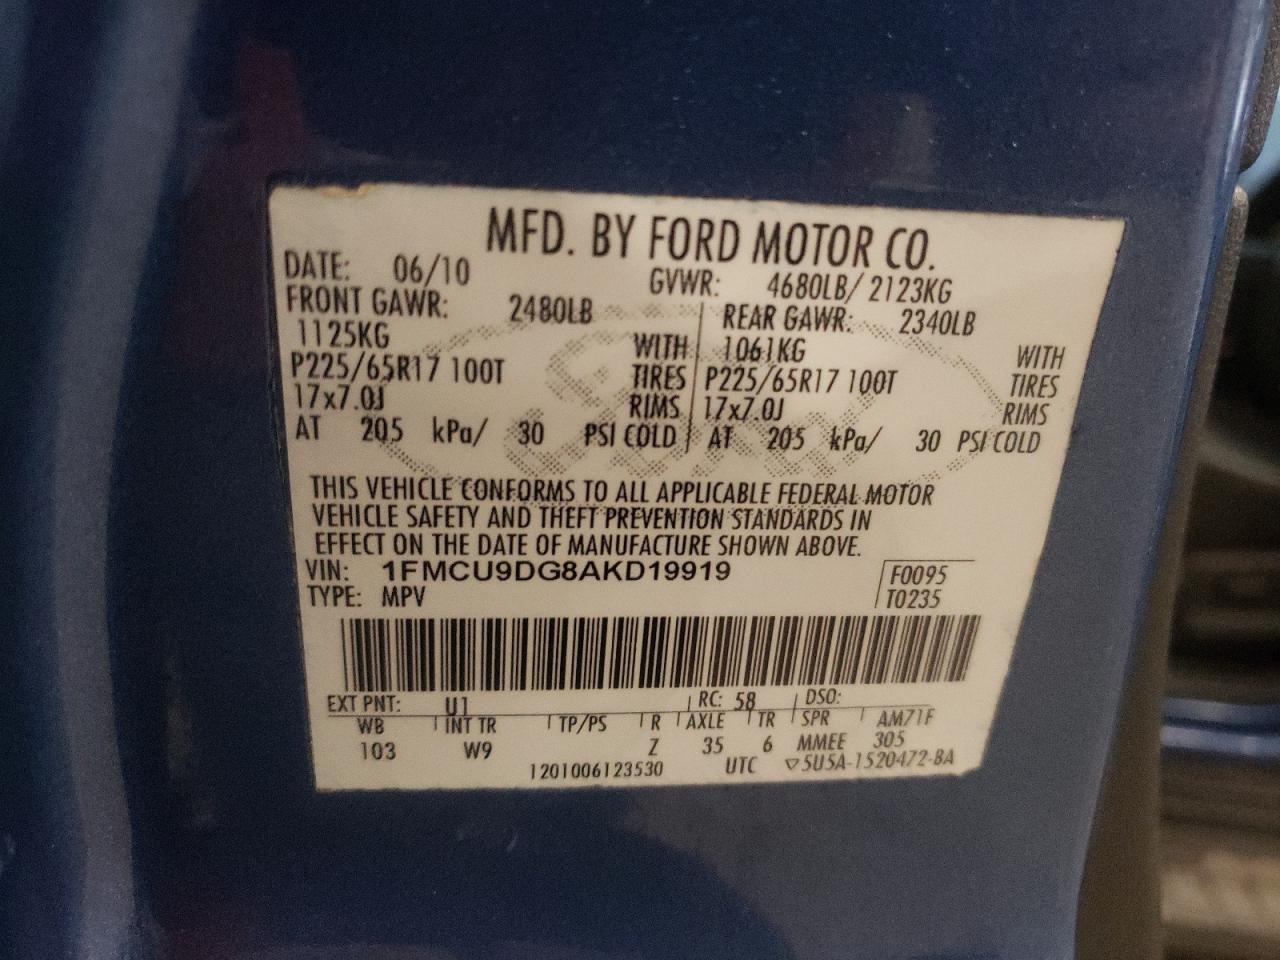 MFD. BY FORD MOTOR CO.
DATE: 06/10 GVWR: 4680LB/ 2123KG
FRONT GAWR: 2480LB REAR GAWR: 2340LB
1125KG WITH 1061KG WITH
P225/65R17 100T TIRES P225/65R17 100T TIRES
17x7.0J RIMS 17x7.0J RIMS
AT 205 kPa/ 30 PSI COLD AT 205 kPa/ 30 PSI COLD
THIS VEHICLE CONFORMS TO ALL APPLICABLE FEDERAL MOTOR
VEHICLE SAFETY AND THEFT PREVENTION STANDARDS IN
EFFECT ON THE DATE OF MANUFACTURE SHOWN ABOVE.
VIN: 1FMCU9DG8AKD19919 F0095
TYPE: MPV T0235
EXT PNT: U1 RC: 58 DSO:
WB INT TR TP/PS R AXLE TR SPR AM71F
103 W9 Z 35 6 MMEE 305
1201006123530 UTC ▽5U5A-1520472-BA